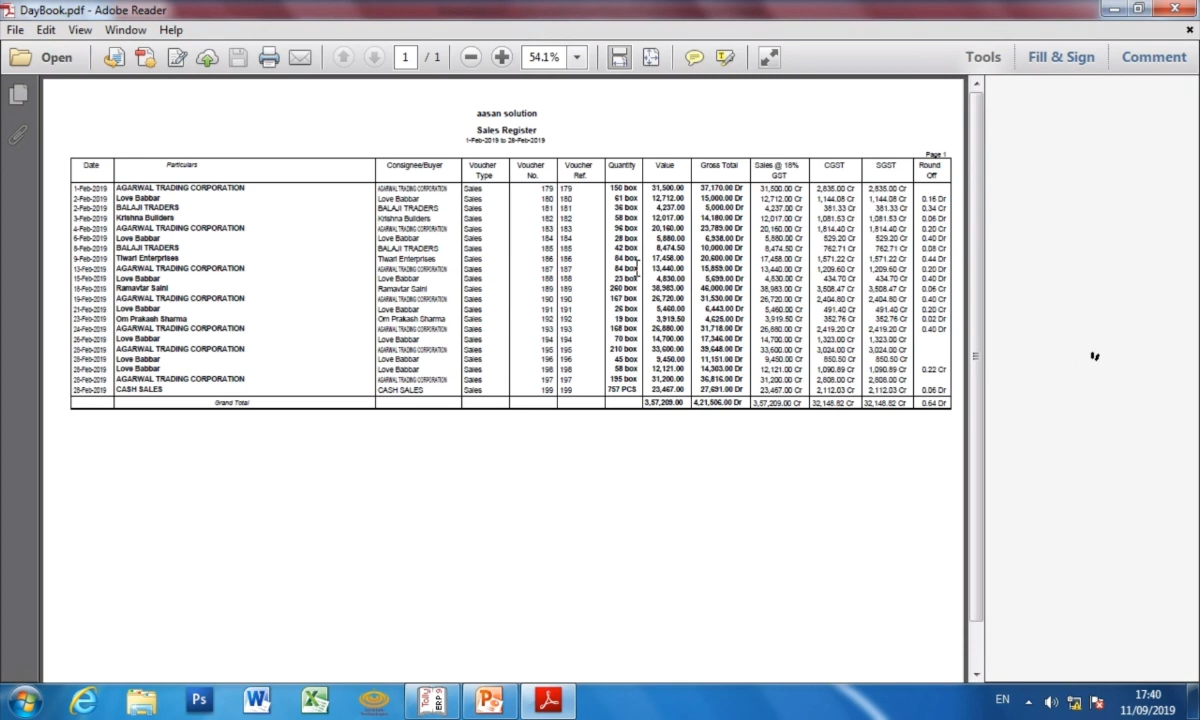 DayBook.pdf - Adobe Reader
File Edit View Window Help
Open 1 / 1 54.1% Tools Fill & Sign Comment
aasan solution
Sales Register
1-Feb-2019 to 28-Feb-2019
Page 1
Date Particulars Consignee/Buyer Voucher Type Voucher No. Voucher Ref. Quantity Value Gross Total Sales @ 18% GST CGST SGST Round Off
1-Feb-2019 AGARWAL TRADING CORPORATION AGARWAL TRADING CORPORATION Sales 179 179 150 box 31,500.00 37,170.00 Dr 31,500.00 Cr 2,835.00 Cr 2,835.00 Cr
2-Feb-2019 Love Babbar Love Babbar Sales 180 180 61 box 12,712.00 15,000.00 Dr 12,712.00 Cr 1,144.08 Cr 1,144.08 Cr 0.16 Dr
2-Feb-2019 BALAJI TRADERS BALAJI TRADERS Sales 181 181 36 box 4,237.00 5,000.00 Dr 4,237.00 Cr 381.33 Cr 381.33 Cr 0.34 Cr
3-Feb-2019 Krishna Builders Krishna Builders Sales 182 182 58 box 12,017.00 14,180.00 Dr 12,017.00 Cr 1,081.53 Cr 1,081.53 Cr 0.06 Dr
4-Feb-2019 AGARWAL TRADING CORPORATION AGARWAL TRADING CORPORATION Sales 183 183 96 box 20,160.00 23,789.00 Dr 20,160.00 Cr 1,814.40 Cr 1,814.40 Cr 0.20 Cr
6-Feb-2019 Love Babbar Love Babbar Sales 184 184 28 box 5,880.00 6,938.00 Dr 5,880.00 Cr 529.20 Cr 529.20 Cr 0.40 Dr
8-Feb-2019 BALAJI TRADERS BALAJI TRADERS Sales 185 185 42 box 8,474.50 10,000.00 Dr 8,474.50 Cr 762.71 Cr 762.71 Cr 0.08 Cr
9-Feb-2019 Tiwari Enterprises Tiwari Enterprises Sales 186 186 84 box 17,458.00 20,600.00 Dr 17,458.00 Cr 1,571.22 Cr 1,571.22 Cr 0.44 Dr
13-Feb-2019 AGARWAL TRADING CORPORATION AGARWAL TRADING CORPORATION Sales 187 187 84 box 13,440.00 15,859.00 Dr 13,440.00 Cr 1,209.60 Cr 1,209.60 Cr 0.20 Dr
15-Feb-2019 Love Babbar Love Babbar Sales 188 188 23 box 4,830.00 5,699.00 Dr 4,830.00 Cr 434.70 Cr 434.70 Cr 0.40 Dr
18-Feb-2019 Ramavtar Saini Ramavtar Saini Sales 189 189 260 box 38,983.00 46,000.00 Dr 38,983.00 Cr 3,508.47 Cr 3,508.47 Cr 0.06 Cr
19-Feb-2019 AGARWAL TRADING CORPORATION AGARWAL TRADING CORPORATION Sales 190 190 167 box 26,720.00 31,530.00 Dr 26,720.00 Cr 2,404.80 Cr 2,404.80 Cr 0.40 Cr
21-Feb-2019 Love Babbar Love Babbar Sales 191 191 26 box 5,460.00 6,443.00 Dr 5,460.00 Cr 491.40 Cr 491.40 Cr 0.20 Cr
23-Feb-2019 Om Prakash Sharma Om Prakash Sharma Sales 192 192 19 box 3,919.50 4,625.00 Dr 3,919.50 Cr 352.76 Cr 352.76 Cr 0.02 Dr
24-Feb-2019 AGARWAL TRADING CORPORATION AGARWAL TRADING CORPORATION Sales 193 193 168 box 26,880.00 31,718.00 Dr 26,880.00 Cr 2,419.20 Cr 2,419.20 Cr 0.40 Dr
Love Babbar Love Babbar Sales 194 194 70 box 14,700.00 17,346.00 Dr 14,700.00 Cr 1,323.00 Cr 1,323.00 Cr
AGARWAL TRADING CORPORATION AGARWAL TRADING CORPORATION Sales 195 195 210 box 33,600.00 39,648.00 Dr 33,600.00 Cr 3,024.00 Cr 3,024.00 Cr
Love Babbar Love Babbar Sales 196 196 45 box 9,450.00 11,151.00 Dr 9,450.00 Cr 850.50 Cr 850.50 Cr
Love Babbar Love Babbar Sales 198 198 58 box 12,121.00 14,303.00 Dr 12,121.00 Cr 1,090.89 Cr 1,090.89 Cr 0.22 Cr
AGARWAL TRADING CORPORATION AGARWAL TRADING CORPORATION Sales 197 197 195 box 31,200.00 36,816.00 Dr 31,200.00 Cr 2,808.00 Cr 2,808.00 Cr
28-Feb-2019 CASH SALES CASH SALES Sales 199 199 757 PCS 23,467.00 27,691.00 Dr 23,467.00 Cr 2,112.03 Cr 2,112.03 Cr 0.06 Dr
Grand Total 3,57,209.00 4,21,506.00 Dr 3,57,209.00 Cr 32,148.82 Cr 32,148.82 Cr 0.64 Dr
Ps W X Tally ERP 9 P EN 17:40
11/09/2019